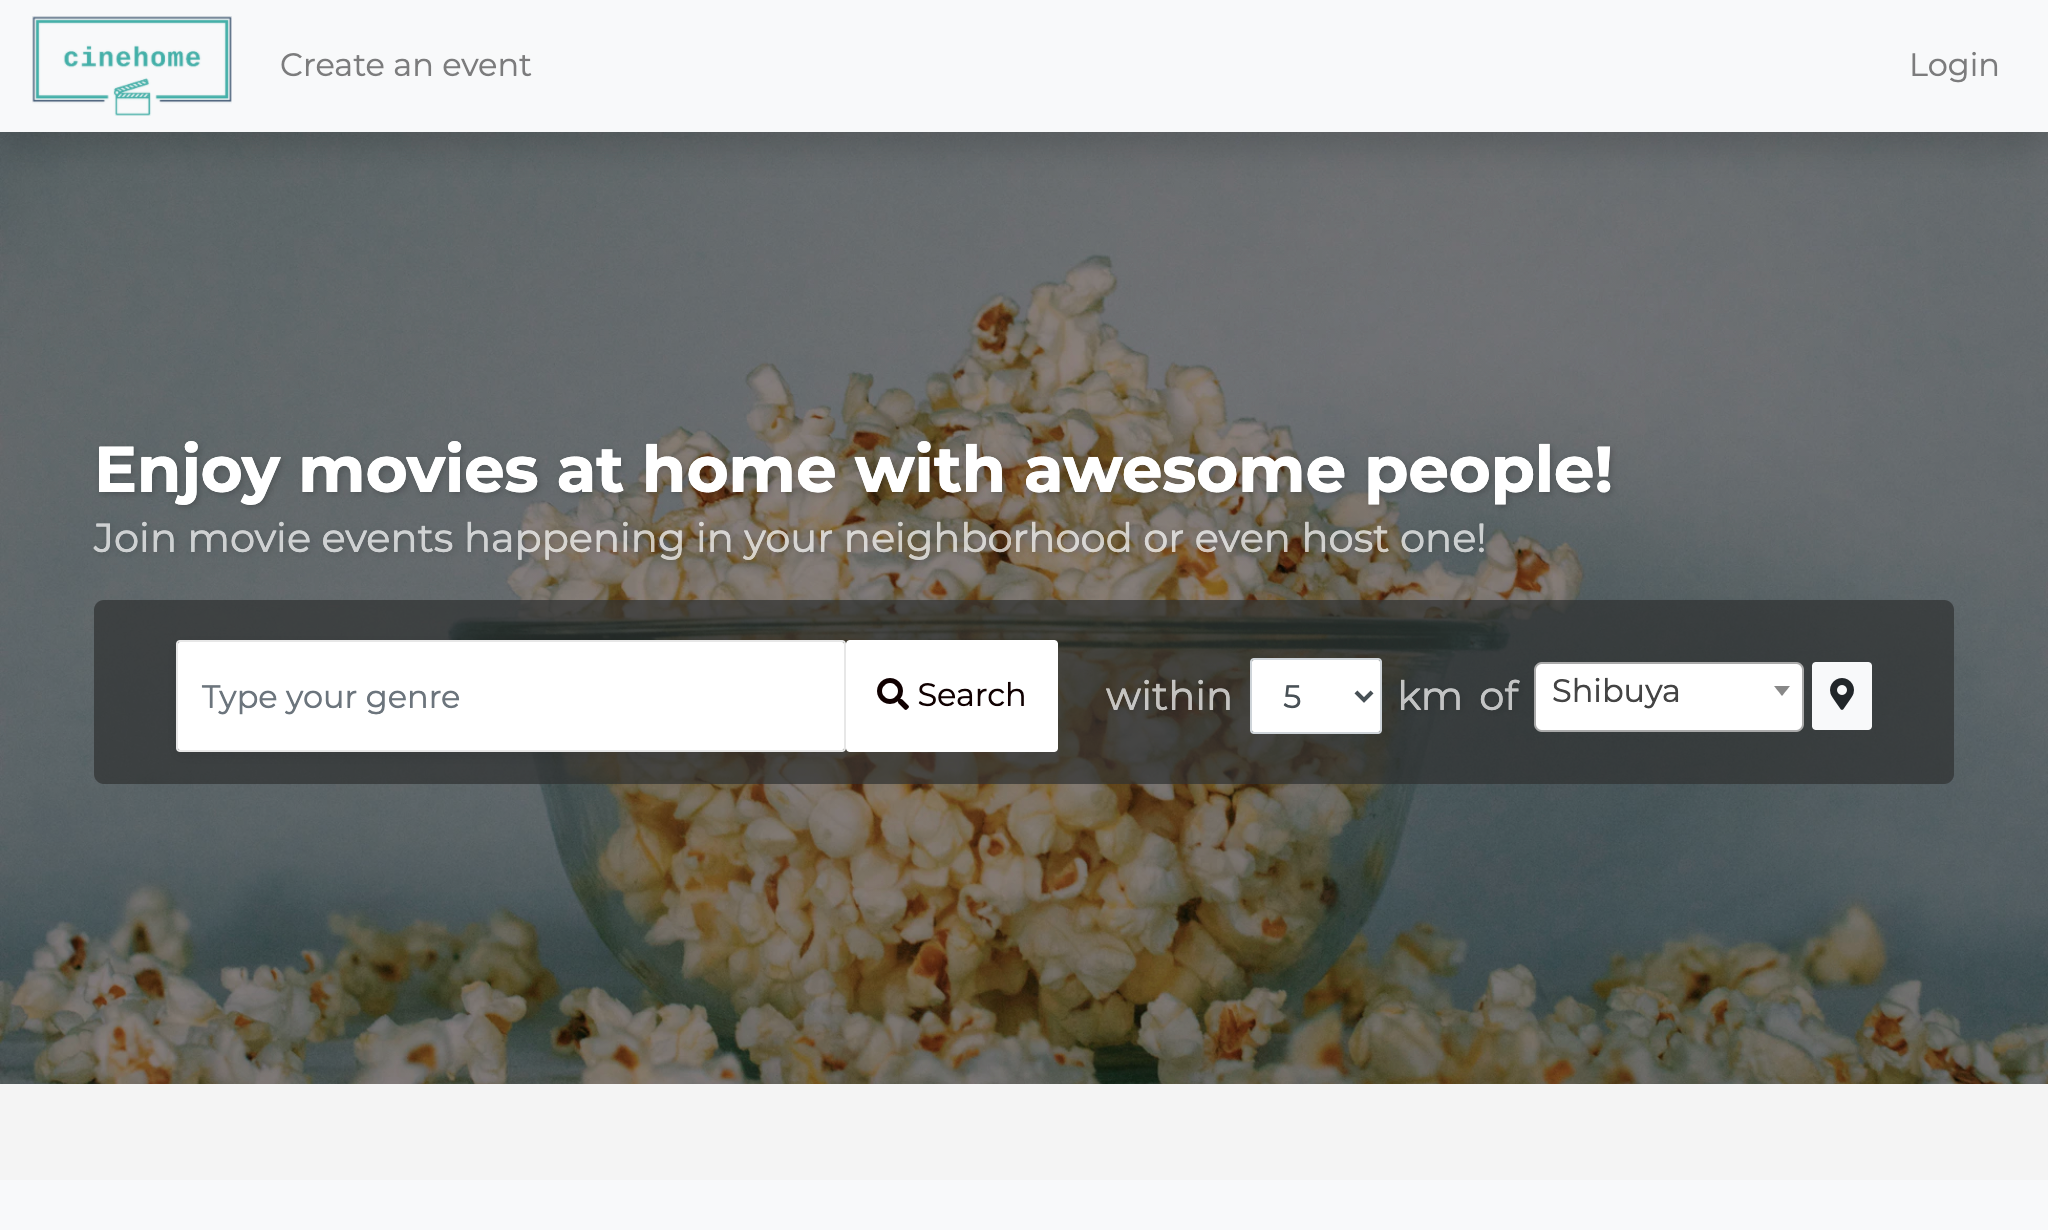 cinehome
Create an event
Login
Enjoy movies at home with awesome people!
Join movie events happening in your neighborhood or even host one!
Type your genre
Search
within 5 km of Shibuya